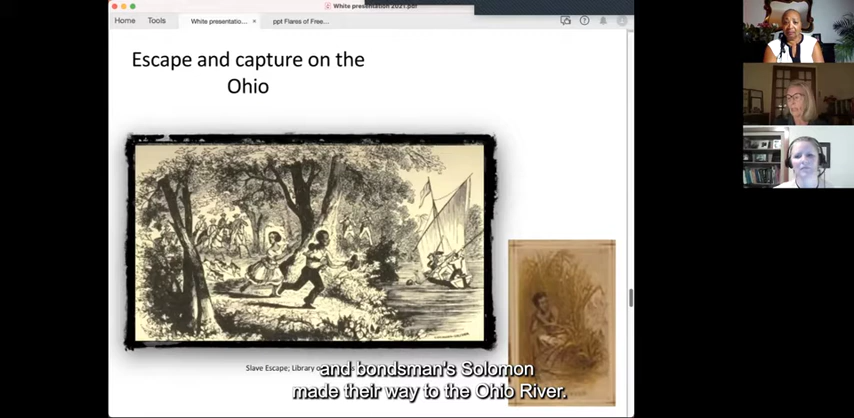 White presentation 2021.pdf
Home
Tools
White presentatio...
ppt Flares of Free...
Escape and capture on the
Ohio
Slave Escape; Library o
and bondsman's Solomon
made their way to the Ohio River.